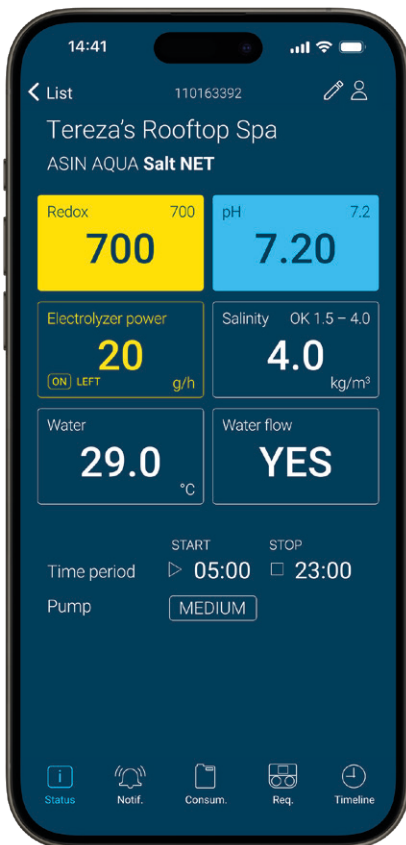 14:41
List 110163392
Tereza's Rooftop Spa
ASIN AQUA Salt NET
Redox 700
700
pH 7.2
7.20
Electrolyzer power
20
ON LEFT g/h
Salinity OK 1.5 – 4.0
4.0
kg/m³
Water
29.0
°C
Water flow
YES
START STOP
Time period 05:00 23:00
Pump MEDIUM
i
Status Notif. Consum. Req. Timeline